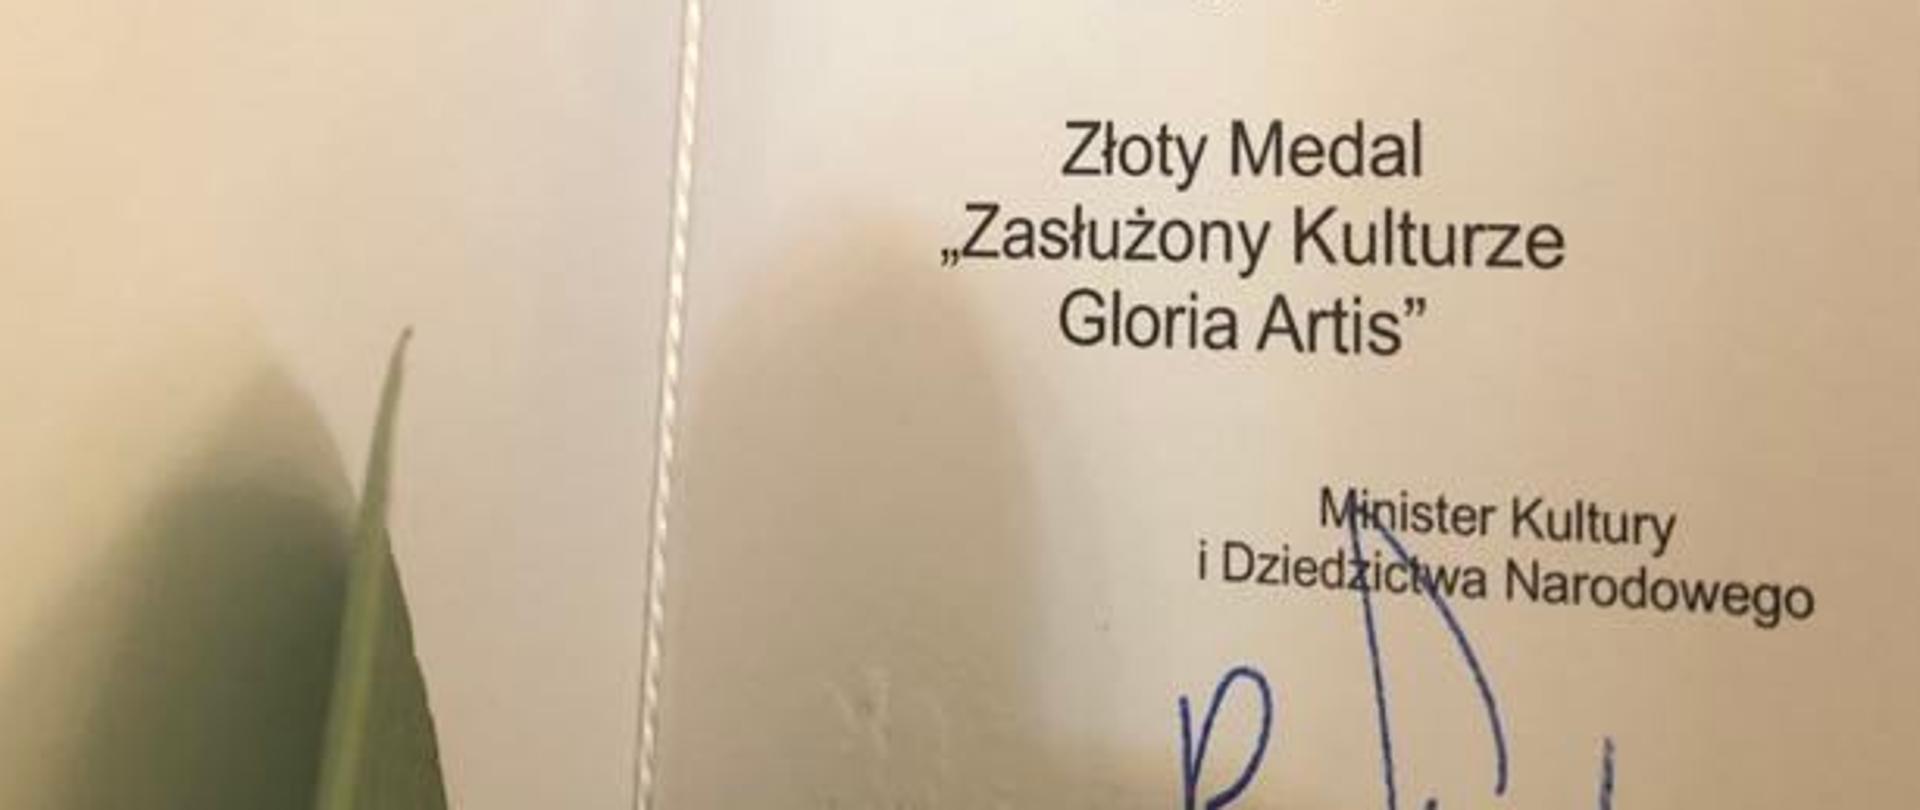 Złoty Medal
„Zasłużony Kulturze
Gloria Artis”
Minister Kultury
i Dziedzictwa Narodowego